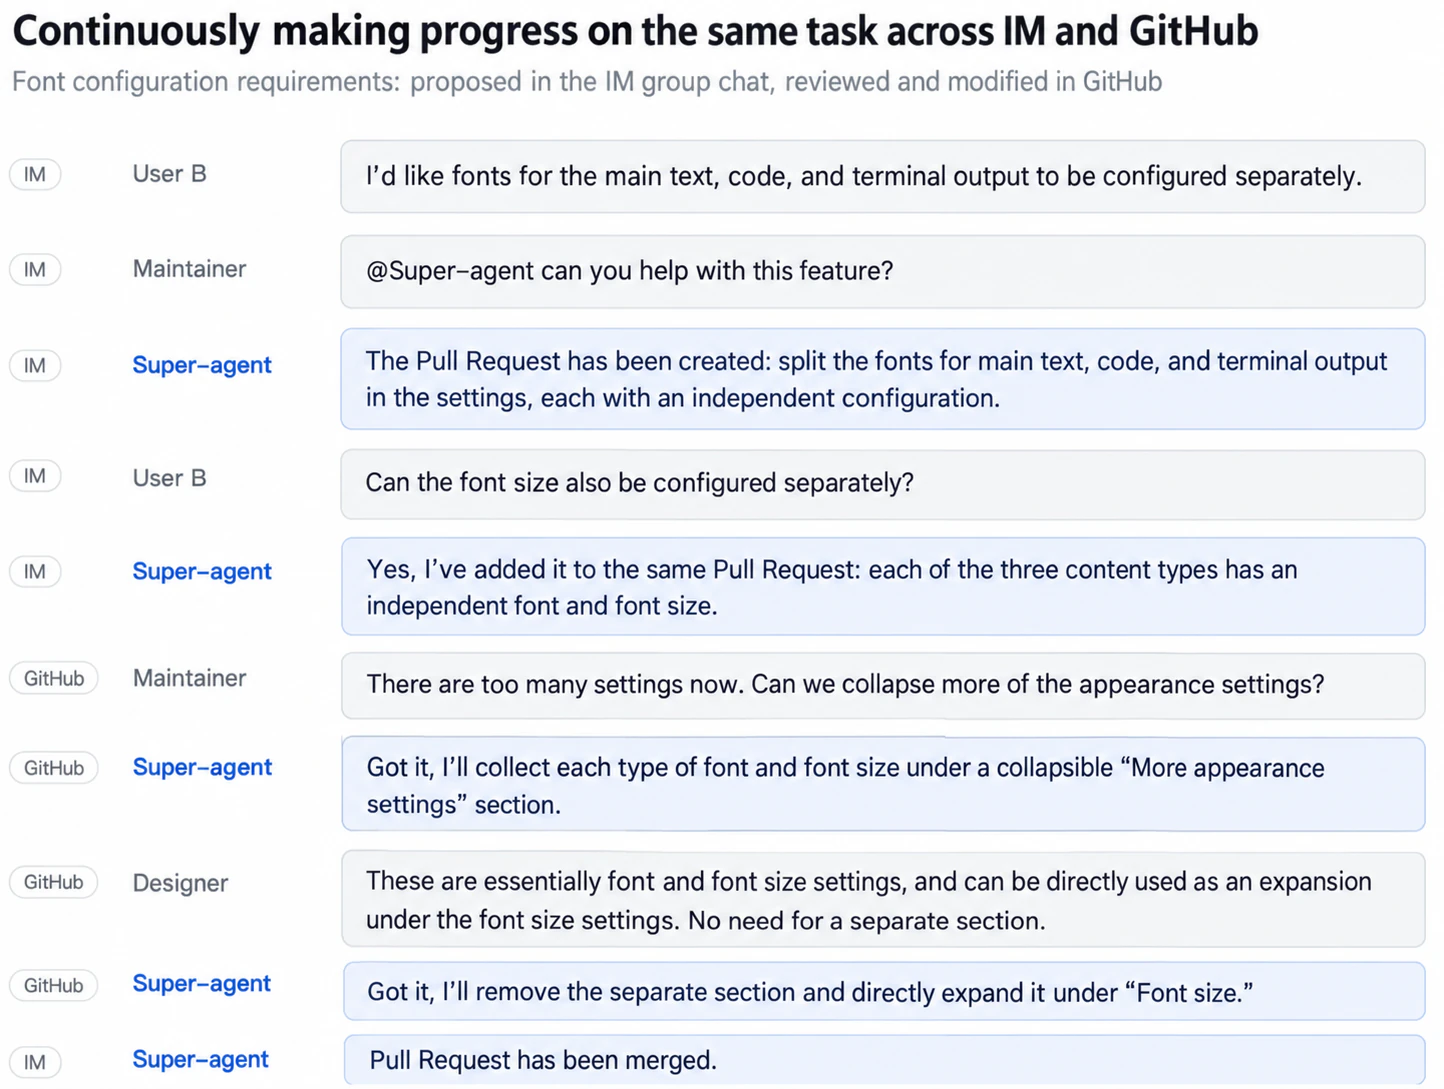 Continuously making progress on the same task across IM and GitHub
Font configuration requirements: proposed in the IM group chat, reviewed and modified in GitHub
IM
User B
I’d like fonts for the main text, code, and terminal output to be configured separately.
IM
Maintainer
@Super–agent can you help with this feature?
IM
Super–agent
The Pull Request has been created: split the fonts for main text, code, and terminal output
in the settings, each with an independent configuration.
IM
User B
Can the font size also be configured separately?
IM
Super–agent
Yes, I’ve added it to the same Pull Request: each of the three content types has an
independent font and font size.
GitHub
Maintainer
There are too many settings now. Can we collapse more of the appearance settings?
GitHub
Super–agent
Got it, I’ll collect each type of font and font size under a collapsible “More appearance
settings” section.
GitHub
Designer
These are essentially font and font size settings, and can be directly used as an expansion
under the font size settings. No need for a separate section.
GitHub
Super–agent
Got it, I’ll remove the separate section and directly expand it under “Font size.”
IM
Super–agent
Pull Request has been merged.